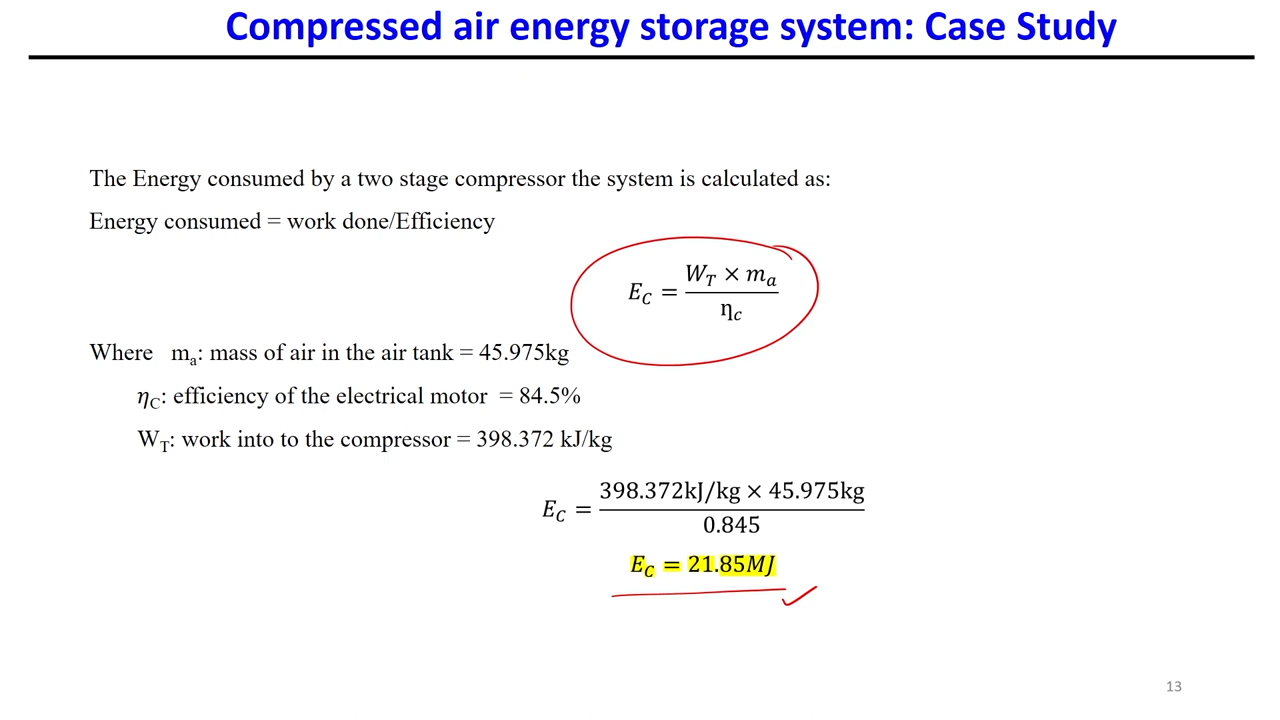 Compressed air energy storage system: Case Study
The Energy consumed by a two stage compressor the system is calculated as:
Energy consumed = work done/Efficiency
E_C = (W_T × m_a) / η_c
Where m_a: mass of air in the air tank = 45.975kg
η_C: efficiency of the electrical motor = 84.5%
W_T: work into to the compressor = 398.372 kJ/kg
E_C = (398.372kJ/kg × 45.975kg) / 0.845
E_C = 21.85MJ
13